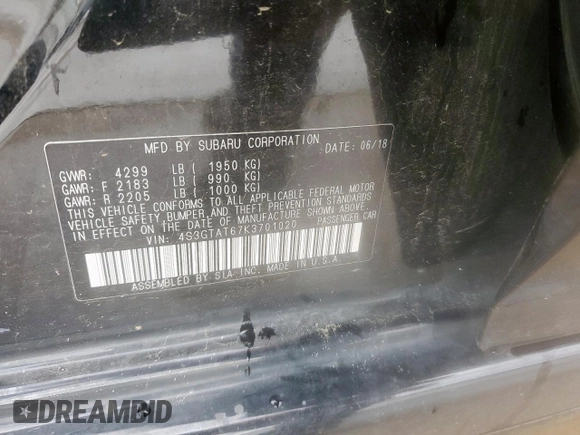 MFD BY SUBARU CORPORATION DATE: 06/18
GVWR: 4299 LB ( 1950 KG)
GAWR: F 2183 LB ( 990 KG)
GAWR: R 2205 LB ( 1000 KG)
THIS VEHICLE CONFORMS TO ALL APPLICABLE FEDERAL MOTOR
VEHICLE SAFETY, BUMPER, AND THEFT PREVENTION STANDARDS
IN EFFECT ON THE DATE OF MANUFACTURE SHOWN ABOVE.
VIN: 4S3GTAT67K3701020 PASSENGER CAR
ASSEMBLED BY SIA, INC. MADE IN U.S.A.
DREAMBID